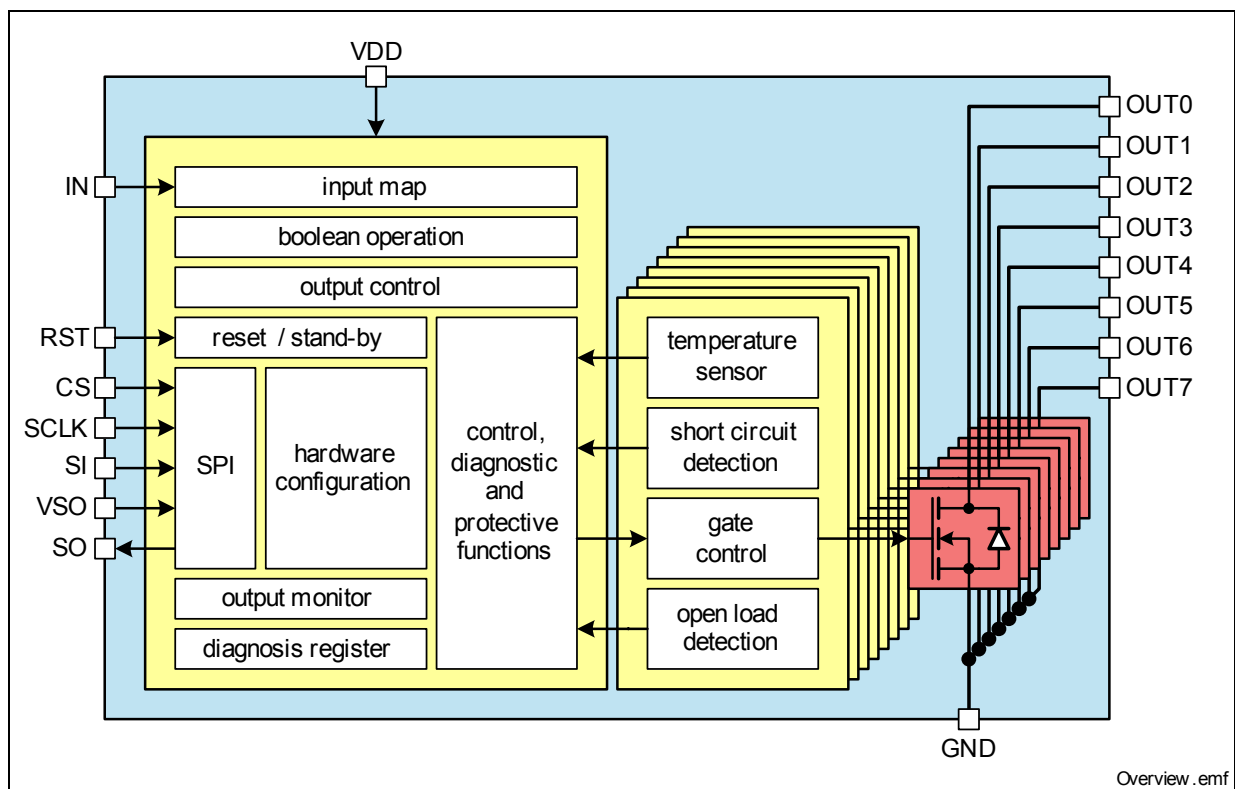 VDD
IN
input map
boolean operation
output control
RST
reset / stand-by
CS
SCLK
SI
VSO
SO
SPI
hardware
configuration
control,
diagnostic
and
protective
functions
output monitor
diagnosis register
temperature
sensor
short circuit
detection
gate
control
open load
detection
OUT0
OUT1
OUT2
OUT3
OUT4
OUT5
OUT6
OUT7
GND
Overview.emf